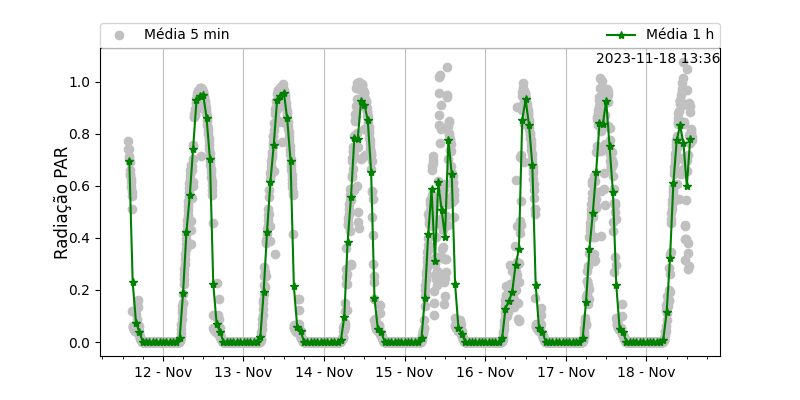 Média 5 min
Média 1 h
2023-11-18 13:36
Radiação PAR
1.0
0.8
0.6
0.4
0.2
0.0
12 - Nov
13 - Nov
14 - Nov
15 - Nov
16 - Nov
17 - Nov
18 - Nov